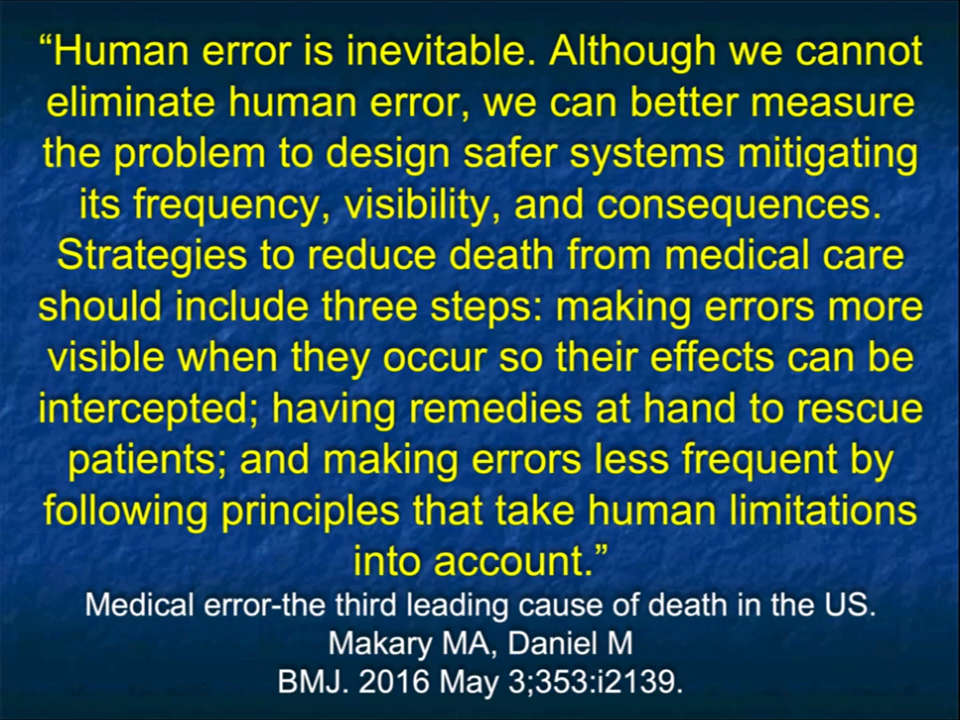 “Human error is inevitable. Although we cannot
eliminate human error, we can better measure
the problem to design safer systems mitigating
its frequency, visibility, and consequences.
Strategies to reduce death from medical care
should include three steps: making errors more
visible when they occur so their effects can be
intercepted; having remedies at hand to rescue
patients; and making errors less frequent by
following principles that take human limitations
into account.”
Medical error-the third leading cause of death in the US.
Makary MA, Daniel M
BMJ. 2016 May 3;353:i2139.